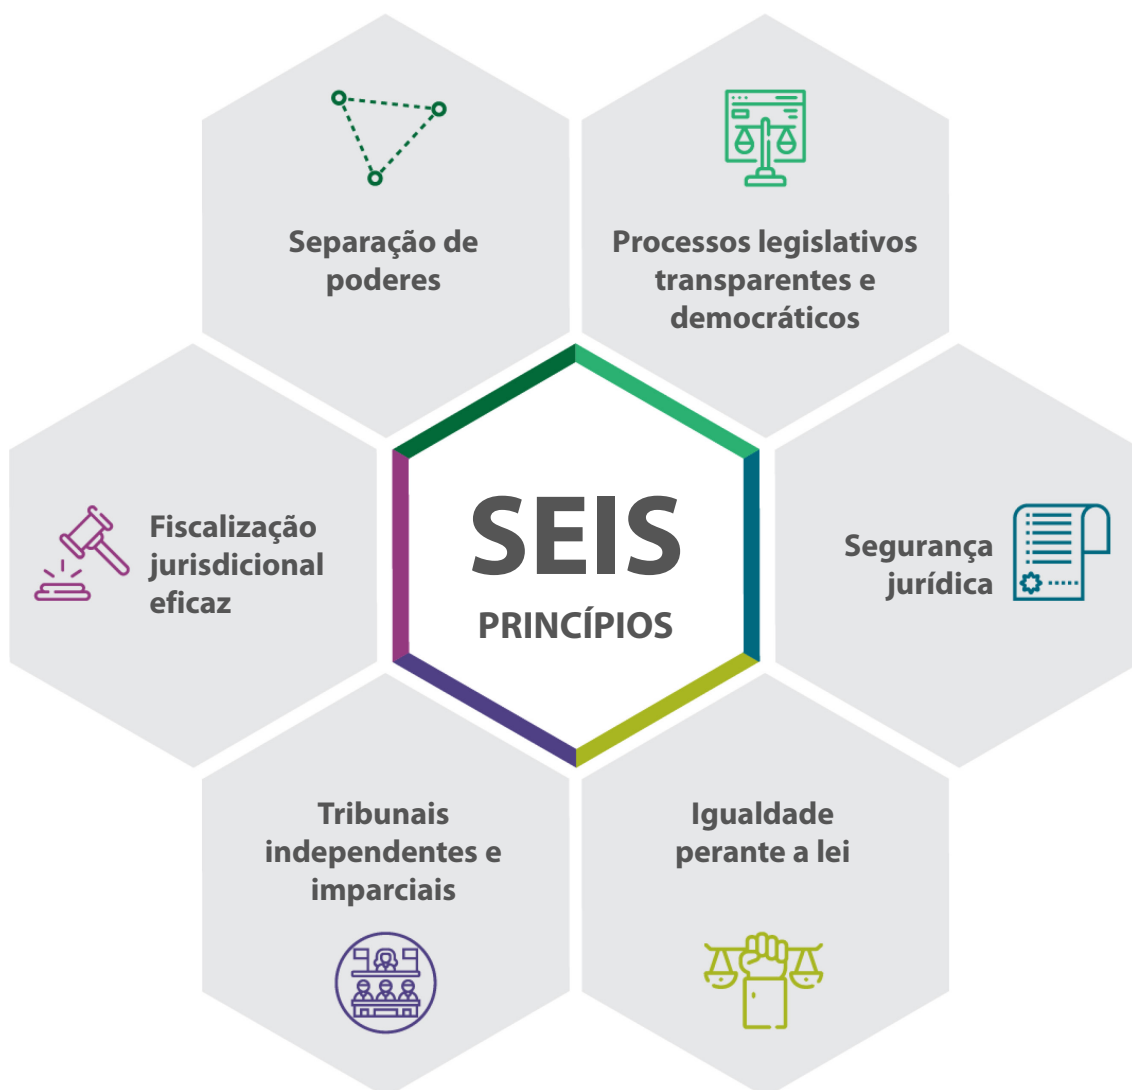 Separação de
poderes
Processos legislativos
transparentes e
democráticos
Fiscalização
jurisdicional
eficaz
SEIS
PRINCÍPIOS
Segurança
jurídica
Tribunais
independentes e
imparciais
Igualdade
perante a lei